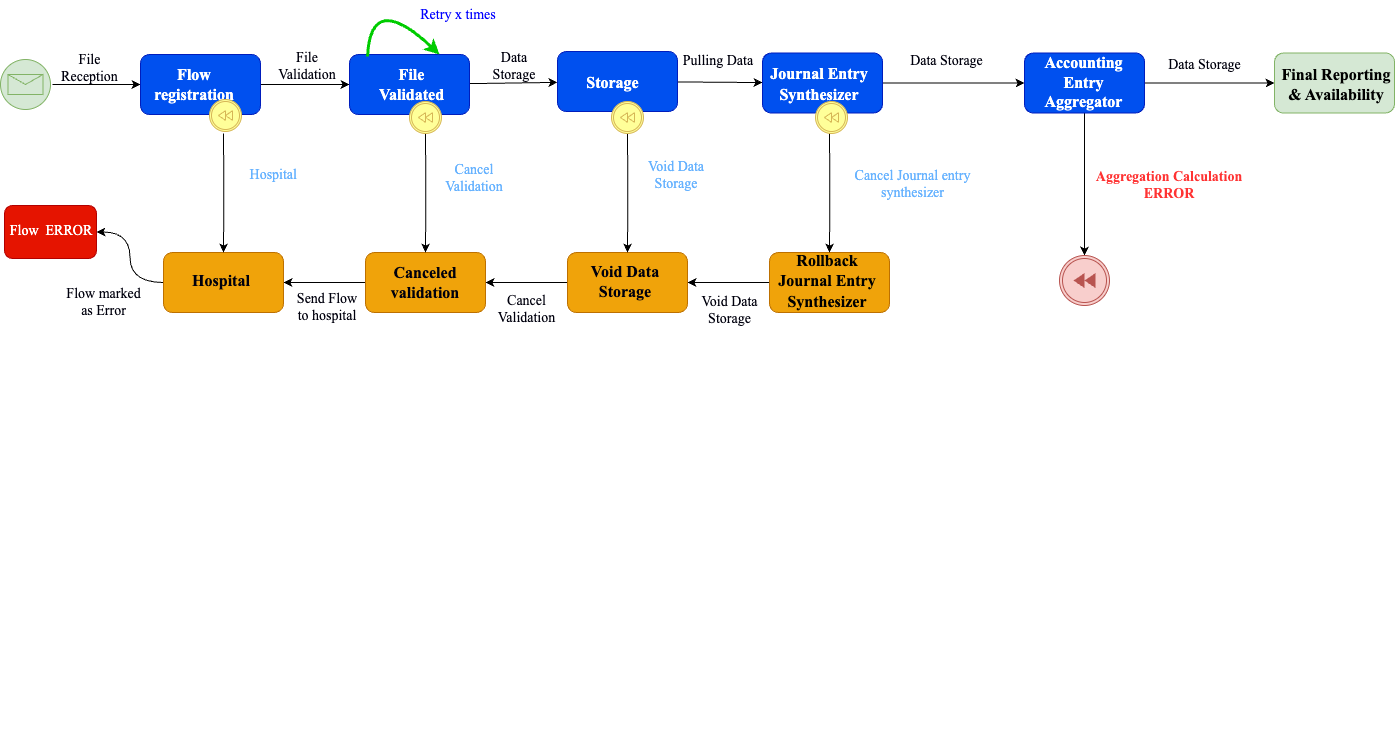 Retry x times
File
Reception
Flow
registration
File
Validation
File
Validated
Data
Storage
Storage
Pulling Data
Journal Entry
Synthesizer
Data Storage
Accounting
Entry
Aggregator
Data Storage
Final Reporting
& Availability
Hospital
Cancel
Validation
Void Data
Storage
Cancel Journal entry
synthesizer
Aggregation Calculation
ERROR
Flow ERROR
Flow marked
as Error
Hospital
Send Flow
to hospital
Canceled
validation
Cancel
Validation
Void Data
Storage
Void Data
Storage
Rollback
Journal Entry
Synthesizer